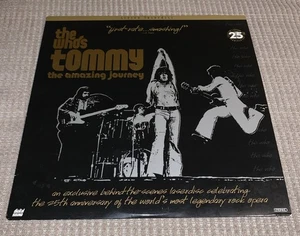 "first-rate...smashing!"
the
who's
tommy
the amazing journey
25
an exclusive behind-the-scenes laserdisc celebrating
the 25th anniversary of the world's most legendary rock opera